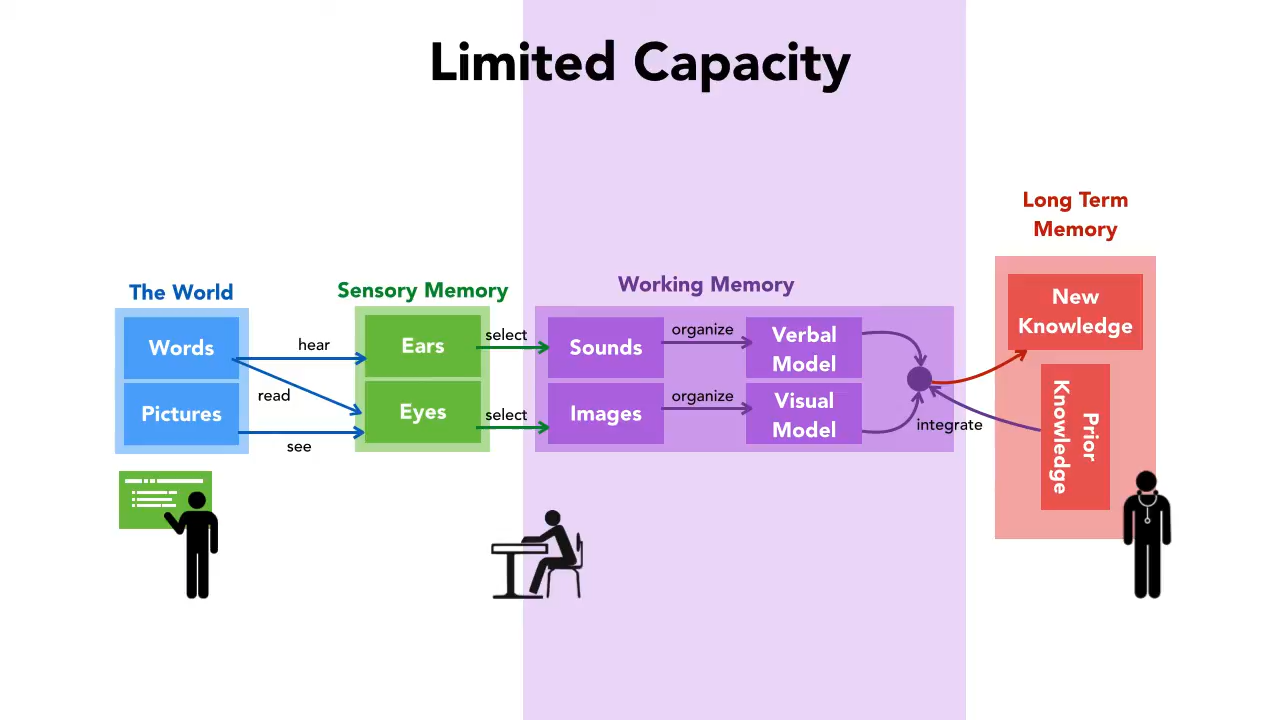 Limited Capacity
Long Term
Memory
The World
Sensory Memory
Working Memory
New
Knowledge
Words
hear
Ears
select
Sounds
organize
Verbal
Model
read
Pictures
see
Eyes
select
Images
organize
Visual
Model
integrate
Prior
Knowledge